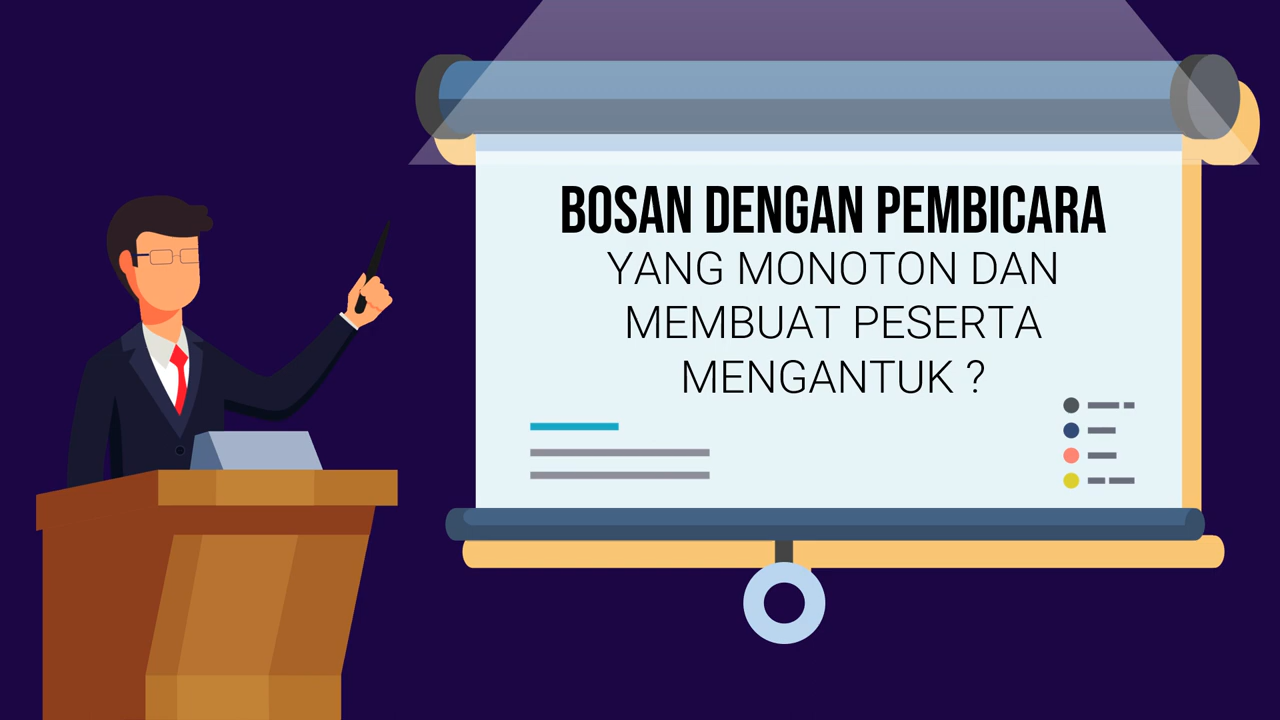 BOSAN DENGAN PEMBICARA
YANG MONOTON DAN
MEMBUAT PESERTA
MENGANTUK ?